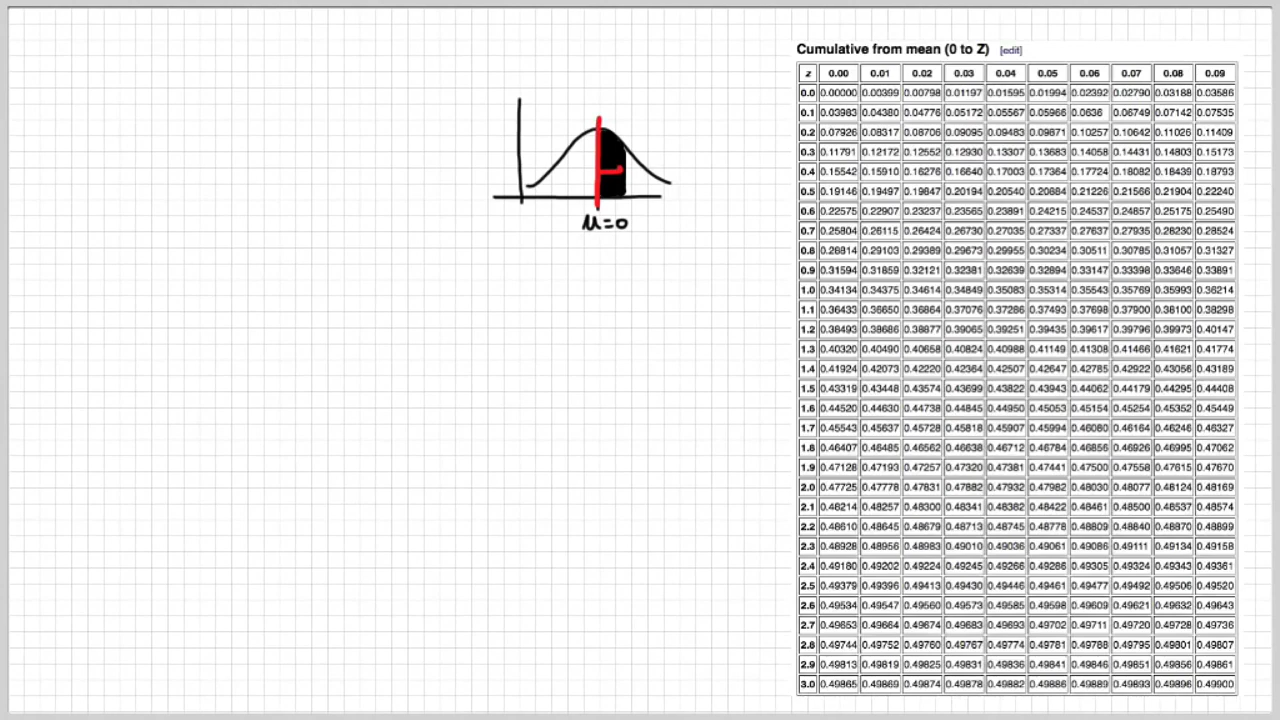 μ=0
Cumulative from mean (0 to Z) [edit]
z 0.00 0.01 0.02 0.03 0.04 0.05 0.06 0.07 0.08 0.09
0.0 0.00000 0.00399 0.00798 0.01197 0.01595 0.01994 0.02392 0.02790 0.03188 0.03586
0.1 0.03983 0.04380 0.04776 0.05172 0.05567 0.05966 0.0636 0.06749 0.07142 0.07535
0.2 0.07926 0.08317 0.08706 0.09095 0.09483 0.09871 0.10257 0.10642 0.11026 0.11409
0.3 0.11791 0.12172 0.12552 0.12930 0.13307 0.13683 0.14058 0.14431 0.14803 0.15173
0.4 0.15542 0.15910 0.16276 0.16640 0.17003 0.17364 0.17724 0.18082 0.18439 0.18793
0.5 0.19146 0.19497 0.19847 0.20194 0.20540 0.20884 0.21226 0.21566 0.21904 0.22240
0.6 0.22575 0.22907 0.23237 0.23565 0.23891 0.24215 0.24537 0.24857 0.25175 0.25490
0.7 0.25804 0.26115 0.26424 0.26730 0.27035 0.27337 0.27637 0.27935 0.28230 0.28524
0.8 0.28814 0.29103 0.29389 0.29673 0.29955 0.30234 0.30511 0.30785 0.31057 0.31327
0.9 0.31594 0.31859 0.32121 0.32381 0.32639 0.32894 0.33147 0.33398 0.33646 0.33891
1.0 0.34134 0.34375 0.34614 0.34849 0.35083 0.35314 0.35543 0.35769 0.35993 0.36214
1.1 0.36433 0.36650 0.36864 0.37076 0.37286 0.37493 0.37698 0.37900 0.38100 0.38298
1.2 0.38493 0.38686 0.38877 0.39065 0.39251 0.39435 0.39617 0.39796 0.39973 0.40147
1.3 0.40320 0.40490 0.40658 0.40824 0.40988 0.41149 0.41308 0.41466 0.41621 0.41774
1.4 0.41924 0.42073 0.42220 0.42364 0.42507 0.42647 0.42785 0.42922 0.43056 0.43189
1.5 0.43319 0.43448 0.43574 0.43699 0.43822 0.43943 0.44062 0.44179 0.44295 0.44408
1.6 0.44520 0.44630 0.44738 0.44845 0.44950 0.45053 0.45154 0.45254 0.45352 0.45449
1.7 0.45543 0.45637 0.45728 0.45818 0.45907 0.45994 0.46080 0.46164 0.46246 0.46327
1.8 0.46407 0.46485 0.46562 0.46638 0.46712 0.46784 0.46856 0.46926 0.46995 0.47062
1.9 0.47128 0.47193 0.47257 0.47320 0.47381 0.47441 0.47500 0.47558 0.47615 0.47670
2.0 0.47725 0.47778 0.47831 0.47882 0.47932 0.47982 0.48030 0.48077 0.48124 0.48169
2.1 0.48214 0.48257 0.48300 0.48341 0.48382 0.48422 0.48461 0.48500 0.48537 0.48574
2.2 0.48610 0.48645 0.48679 0.48713 0.48745 0.48778 0.48809 0.48840 0.48870 0.48899
2.3 0.48928 0.48956 0.48983 0.49010 0.49036 0.49061 0.49086 0.49111 0.49134 0.49158
2.4 0.49180 0.49202 0.49224 0.49245 0.49266 0.49286 0.49305 0.49324 0.49343 0.49361
2.5 0.49379 0.49396 0.49413 0.49430 0.49446 0.49461 0.49477 0.49492 0.49506 0.49520
2.6 0.49534 0.49547 0.49560 0.49573 0.49585 0.49598 0.49609 0.49621 0.49632 0.49643
2.7 0.49653 0.49664 0.49674 0.49683 0.49693 0.49702 0.49711 0.49720 0.49728 0.49736
2.8 0.49744 0.49752 0.49760 0.49767 0.49774 0.49781 0.49788 0.49795 0.49801 0.49807
2.9 0.49813 0.49819 0.49825 0.49831 0.49836 0.49841 0.49846 0.49851 0.49856 0.49861
3.0 0.49865 0.49869 0.49874 0.49878 0.49882 0.49886 0.49889 0.49893 0.49896 0.49900